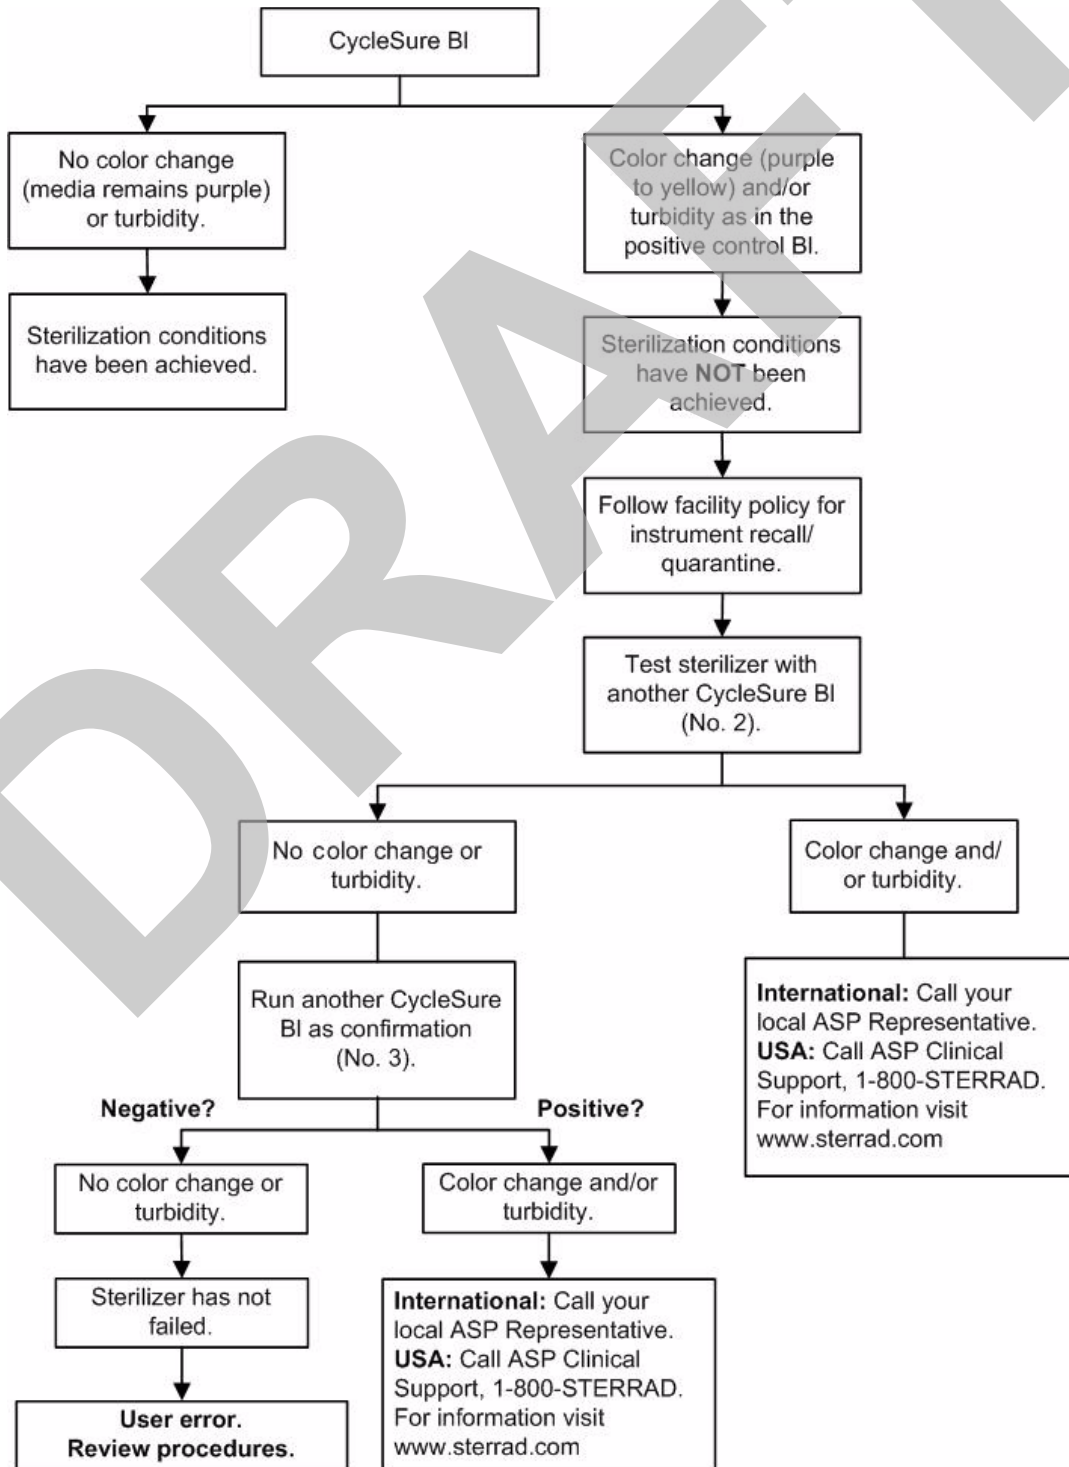 CycleSure BI
No color change
(media remains purple)
or turbidity.
Color change (purple
to yellow) and/or
turbidity as in the
positive control BI.
Sterilization conditions
have been achieved.
Sterilization conditions
have NOT been
achieved.
Follow facility policy for
instrument recall/
quarantine.
Test sterilizer with
another CycleSure BI
(No. 2).
No color change or
turbidity.
Color change and/
or turbidity.
Run another CycleSure
BI as confirmation
(No. 3).
International: Call your
local ASP Representative.
USA: Call ASP Clinical
Support, 1-800-STERRAD.
For information visit
www.sterrad.com
Negative?
Positive?
No color change or
turbidity.
Color change and/or
turbidity.
Sterilizer has not
failed.
International: Call your
local ASP Representative.
USA: Call ASP Clinical
Support, 1-800-STERRAD.
For information visit
www.sterrad.com
User error.
Review procedures.
DRAFT